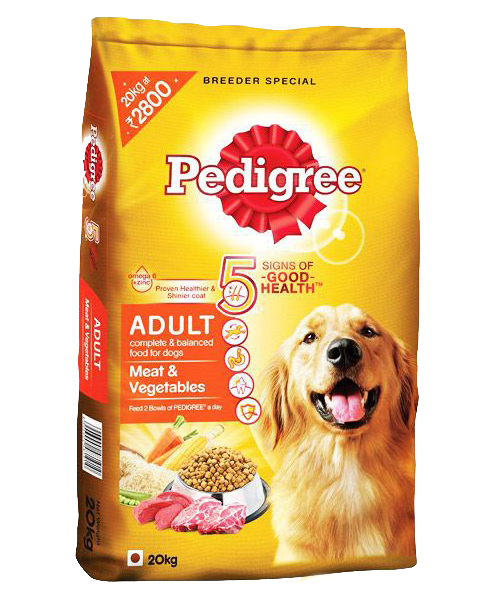 BREEDER SPECIAL
20kg at
₹2800
Pedigree
5 SIGNS OF
-GOOD-
HEALTH™
omega 6
+zinc
Proven Healthier &
Shinier coat
ADULT
complete & balanced
food for dogs
Meat &
Vegetables
Feed 2 Bowls of PEDIGREE® a day
20kg
Pedigree
5
ADULT
Meat & Vegetables
20kg